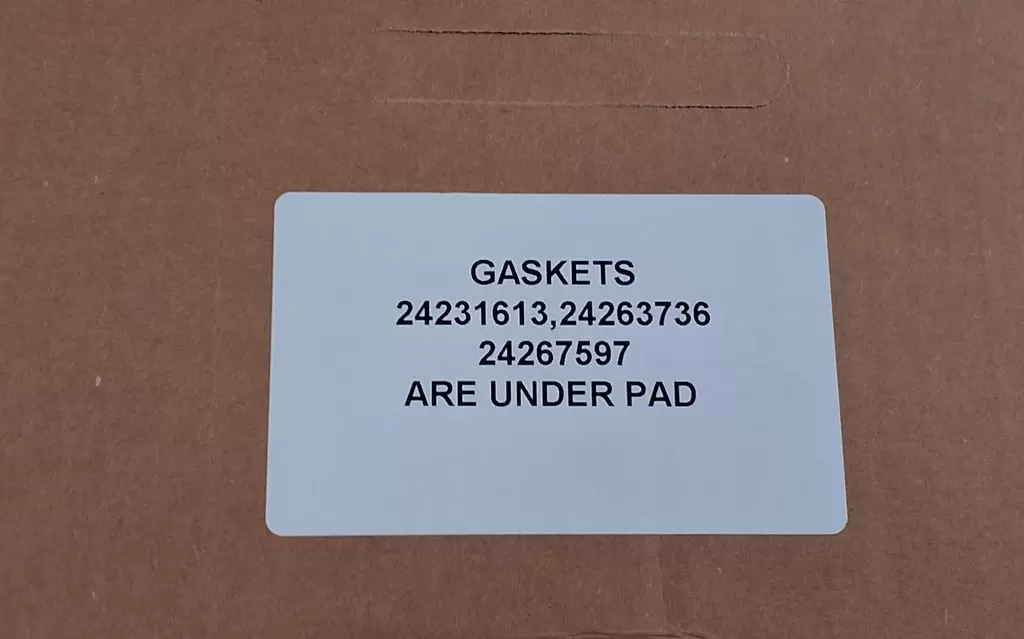 GASKETS
24231613,24263736
24267597
ARE UNDER PAD